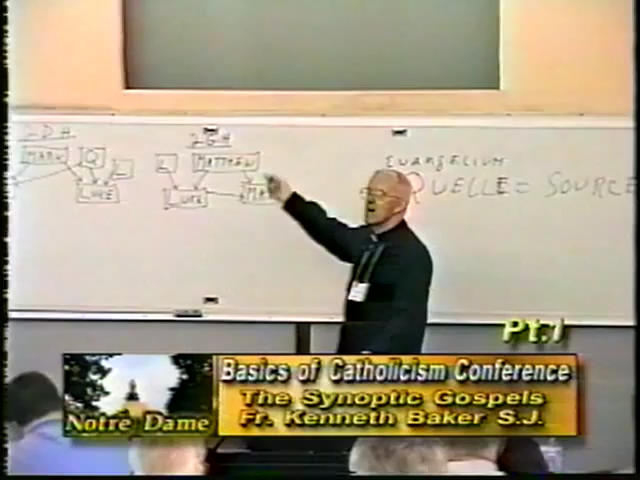 2DH
MARK Q L
LUKE
2GH
L MATTHEW
LUKE MA
EVANGELIUM
QUELLE = SOURCE
Pt.1
Basics of Catholicism Conference
The Synoptic Gospels
Fr. Kenneth Baker S.J.
Notre Dame